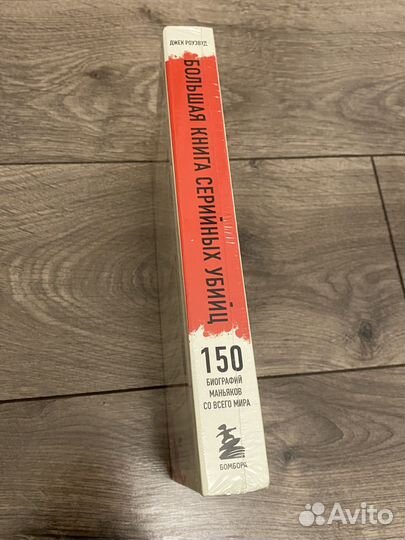 ДЖЕК РОУЗВУД
БОЛЬШАЯ КНИГА СЕРИЙНЫХ УБИЙЦ
150
БИОГРАФИЙ
МАНЬЯКОВ
СО ВСЕГО МИРА
БОМБОРА
Avito